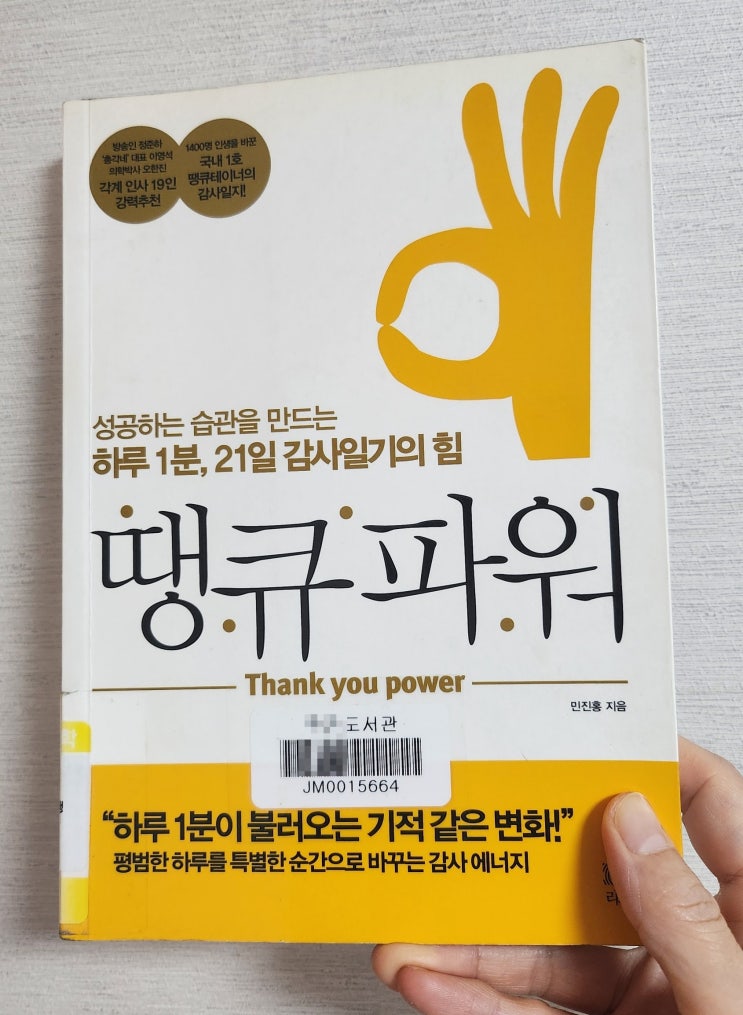 방송인 정준하
'총각네' 대표 이영석
의학박사 오한진
각계 인사 19인
강력추천
1400명 인생을 바꾼
국내 1호
땡큐테이너의
감사일지!
성공하는 습관을 만드는
하루 1분, 21일 감사일기의 힘
땡큐파워
Thank you power
민진홍 지음
도서관
JM0015664
“하루 1분이 불러오는 기적 같은 변화!”
평범한 하루를 특별한 순간으로 바꾸는 감사 에너지